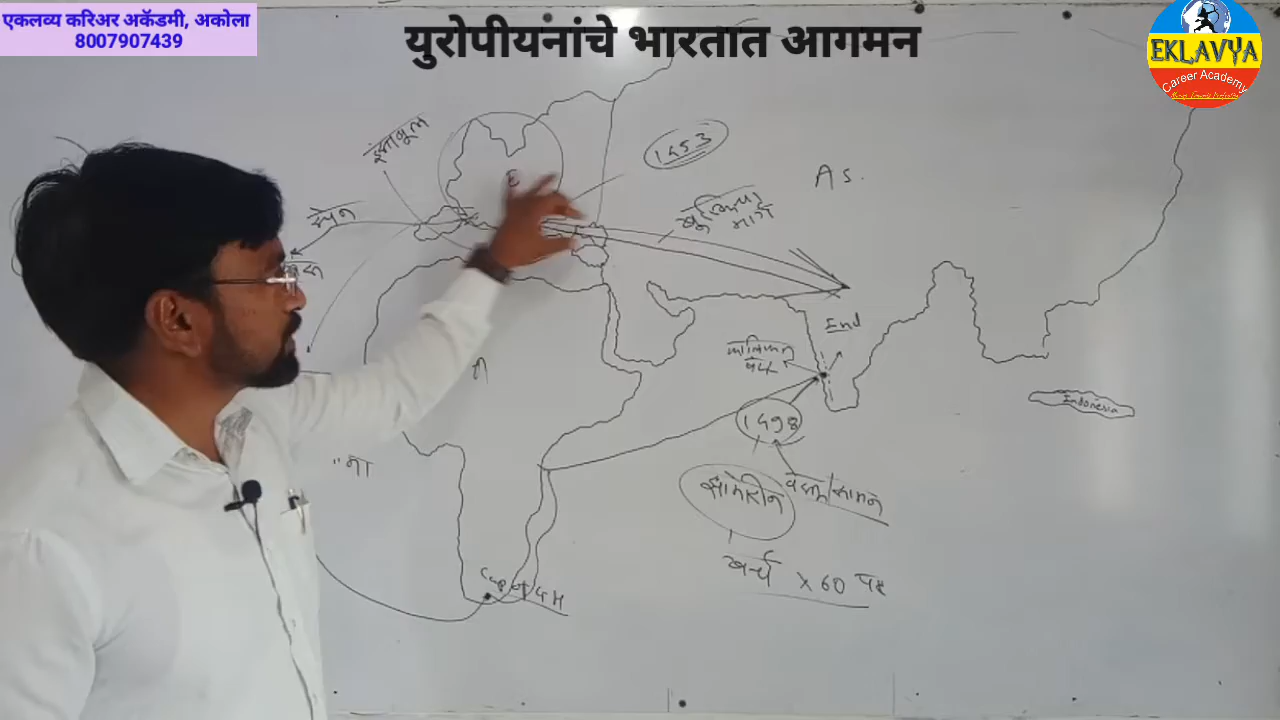 एकलव्य करिअर अकॅडमी, अकोला
8007907439
युरोपीयनांचे भारतात आगमन
EKLAVYA
Career Academy
इस्तंबूल
1453
As.
E
स्पेन
खुष्कीचा
मार्ग
Ind
कालिकत
बंदर
Indonesia
1498
सामेरीन
खर्च x 60 पट